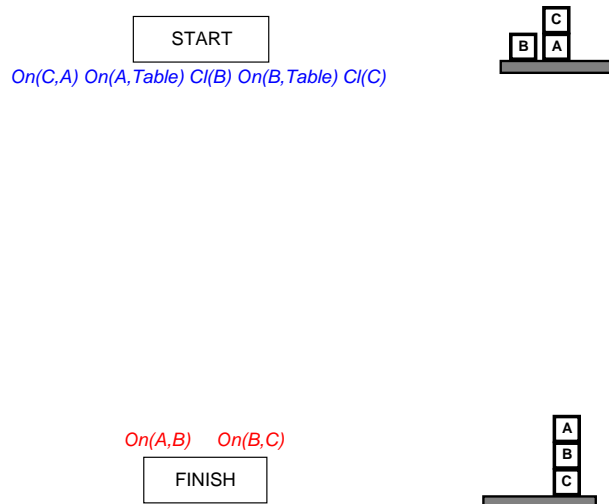 START
On(C,A) On(A,Table) Cl(B) On(B,Table) Cl(C)
C
B A
On(A,B) On(B,C)
FINISH
A
B
C